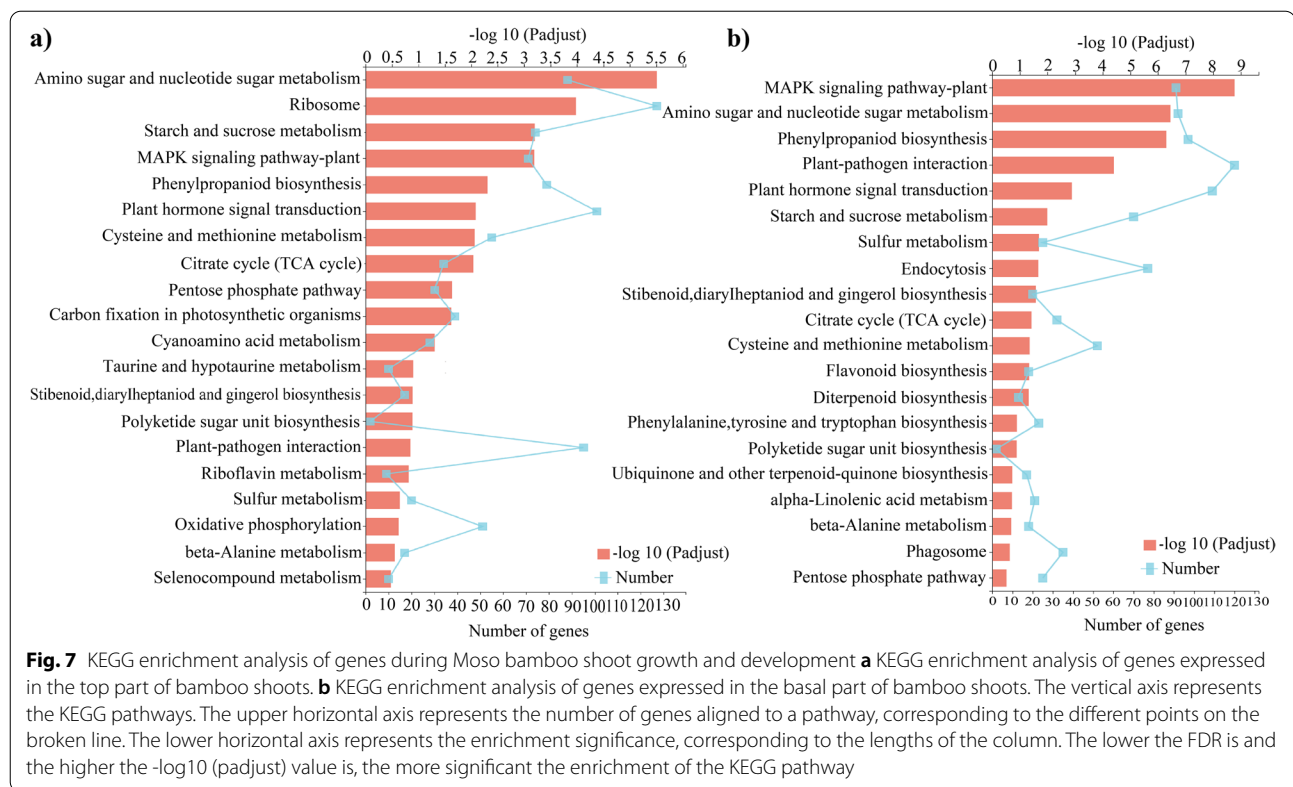 a)
-log 10 (Padjust)
0 0.5 1 1.5 2 2.5 3 3.5 4 4.5 5 5.5 6
Amino sugar and nucleotide sugar metabolism
Ribosome
Starch and sucrose metabolism
MAPK signaling pathway-plant
Phenylpropaniod biosynthesis
Plant hormone signal transduction
Cysteine and methionine metabolism
Citrate cycle (TCA cycle)
Pentose phosphate pathway
Carbon fixation in photosynthetic organisms
Cyanoamino acid metabolism
Taurine and hypotaurine metabolism
Stibenoid,diarylheptaniod and gingerol biosynthesis
Polyketide sugar unit biosynthesis
Plant-pathogen interaction
Riboflavin metabolism
Sulfur metabolism
Oxidative phosphorylation
beta-Alanine metabolism
Selenocompound metabolism
-log 10 (Padjust)
Number
0 10 20 30 40 50 60 70 80 90 100 110 120 130
Number of genes
b)
-log 10 (Padjust)
0 1 2 3 4 5 6 7 8 9
MAPK signaling pathway-plant
Amino sugar and nucleotide sugar metabolism
Phenylpropaniod biosynthesis
Plant-pathogen interaction
Plant hormone signal transduction
Starch and sucrose metabolism
Sulfur metabolism
Endocytosis
Stibenoid,diarylheptaniod and gingerol biosynthesis
Citrate cycle (TCA cycle)
Cysteine and methionine metabolism
Flavonoid biosynthesis
Diterpenoid biosynthesis
Phenylalanine,tyrosine and tryptophan biosynthesis
Polyketide sugar unit biosynthesis
Ubiquinone and other terpenoid-quinone biosynthesis
alpha-Linolenic acid metabism
beta-Alanine metabolism
Phagosome
Pentose phosphate pathway
-log 10 (Padjust)
Number
0 10 20 30 40 50 60 70 80 90 100 110 120 130
Number of genes
Fig. 7 KEGG enrichment analysis of genes during Moso bamboo shoot growth and development a KEGG enrichment analysis of genes expressed
in the top part of bamboo shoots. b KEGG enrichment analysis of genes expressed in the basal part of bamboo shoots. The vertical axis represents
the KEGG pathways. The upper horizontal axis represents the number of genes aligned to a pathway, corresponding to the different points on the
broken line. The lower horizontal axis represents the enrichment significance, corresponding to the lengths of the column. The lower the FDR is and
the higher the -log10 (padjust) value is, the more significant the enrichment of the KEGG pathway